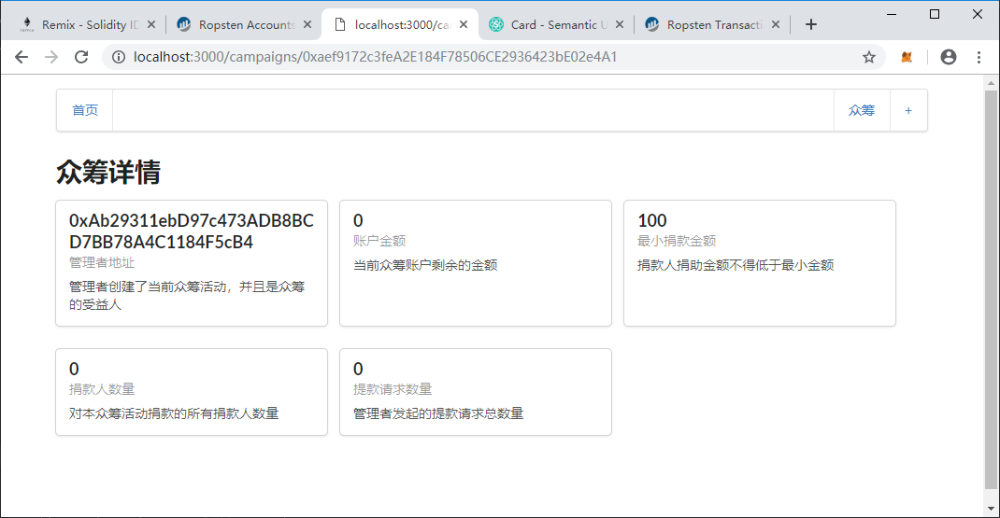 Remix - Solidity ID
Ropsten Accounts
localhost:3000/ca
Card - Semantic U
Ropsten Transacti
localhost:3000/campaigns/0xaef9172c3feA2E184F78506CE2936423bE02e4A1
首页
众筹
+
众筹详情
0xAb29311ebD97c473ADB8BC
D7BB78A4C1184F5cB4
管理者地址
管理者创建了当前众筹活动，并且是众筹
的受益人
0
账户金额
当前众筹账户剩余的金额
100
最小捐款金额
捐款人捐助金额不得低于最小金额
0
捐款人数量
对本众筹活动捐款的所有捐款人数量
0
提款请求数量
管理者发起的提款请求总数量